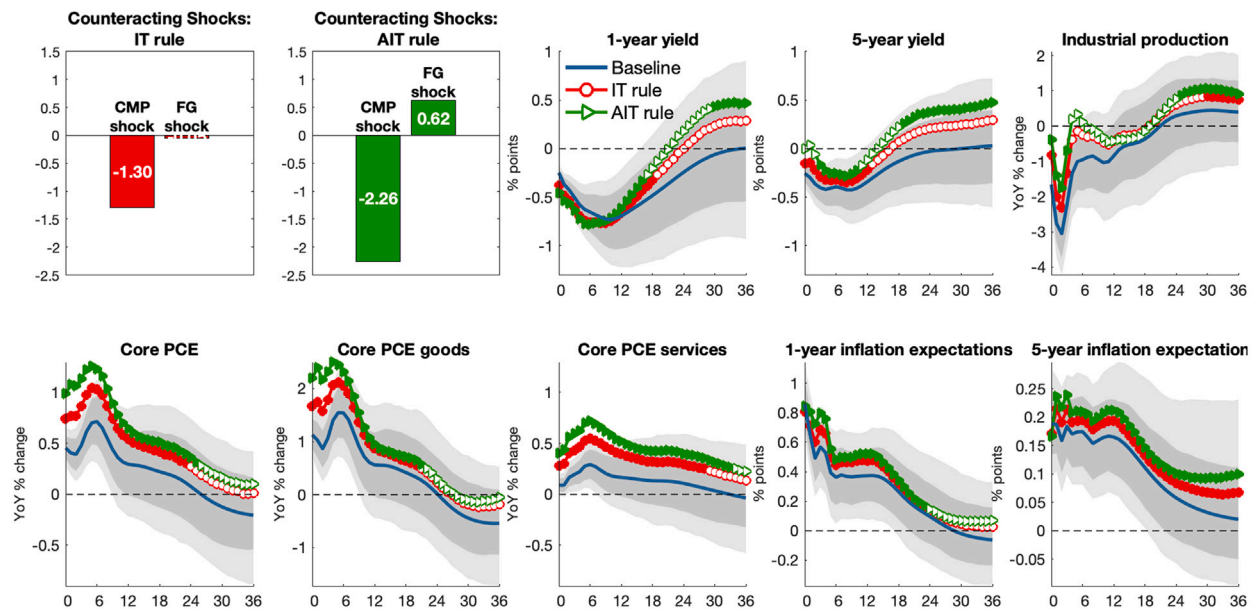 Counteracting Shocks:
IT rule
1.5
1
0.5
0
-0.5
-1
-1.5
-2
-2.5
CMP
shock
FG
shock
-1.30
Counteracting Shocks:
AIT rule
1.5
1
0.5
0
-0.5
-1
-1.5
-2
-2.5
CMP
shock
FG
shock
0.62
-2.26
1-year yield
Baseline
IT rule
AIT rule
% points
0.5
0
-0.5
-1
0 6 12 18 24 30 36
5-year yield
% points
1
0.5
0
-0.5
-1
0 6 12 18 24 30 36
Industrial production
YoY % change
2
1
0
-1
-2
-3
-4
0 6 12 18 24 30 36
Core PCE
YoY % change
1
0.5
0
-0.5
0 6 12 18 24 30 36
Core PCE goods
YoY % change
2
1
0
-1
0 6 12 18 24 30 36
Core PCE services
YoY % change
1
0.5
0
-0.5
0 6 12 18 24 30 36
1-year inflation expectations
% points
1
0.8
0.6
0.4
0.2
0
-0.2
0 6 12 18 24 30 36
5-year inflation expectation
% points
0.25
0.2
0.15
0.1
0.05
0
-0.05
0 6 12 18 24 30 36